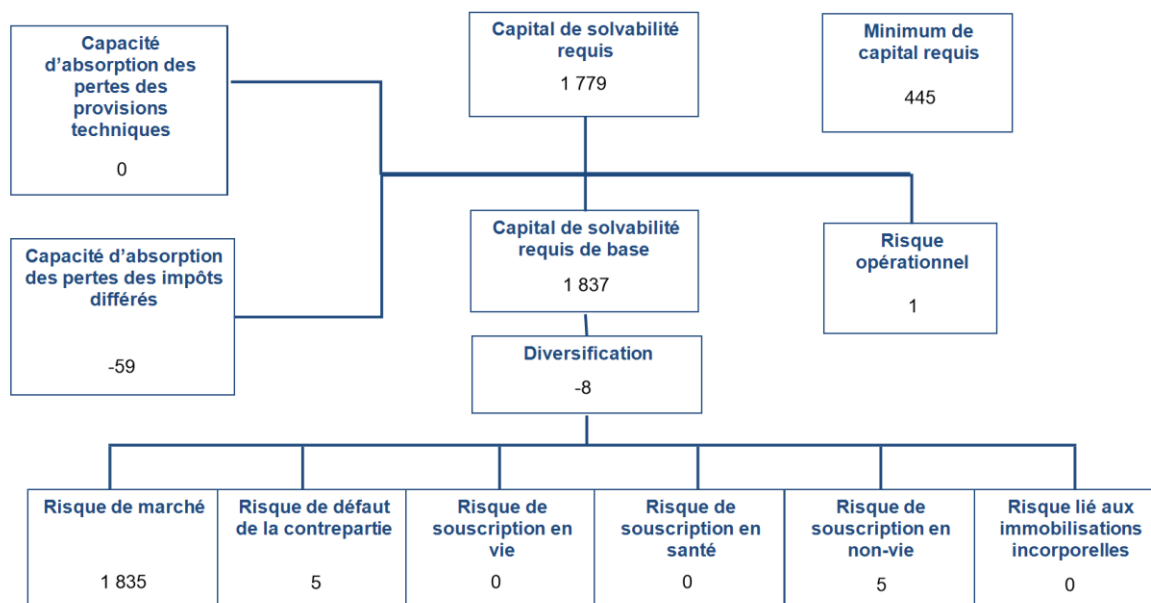 Capacité
d'absorption des
pertes des
provisions
techniques
0
Capital de solvabilité
requis
1 779
Minimum de
capital requis
445
Capacité d'absorption
des pertes des impôts
différés
-59
Capital de solvabilité
requis de base
1 837
Risque
opérationnel
1
Diversification
-8
Risque de marché
1 835
Risque de défaut
de la contrepartie
5
Risque de
souscription en
vie
0
Risque de
souscription en
santé
0
Risque de
souscription en
non-vie
5
Risque lié aux
immobilisations
incorporelles
0